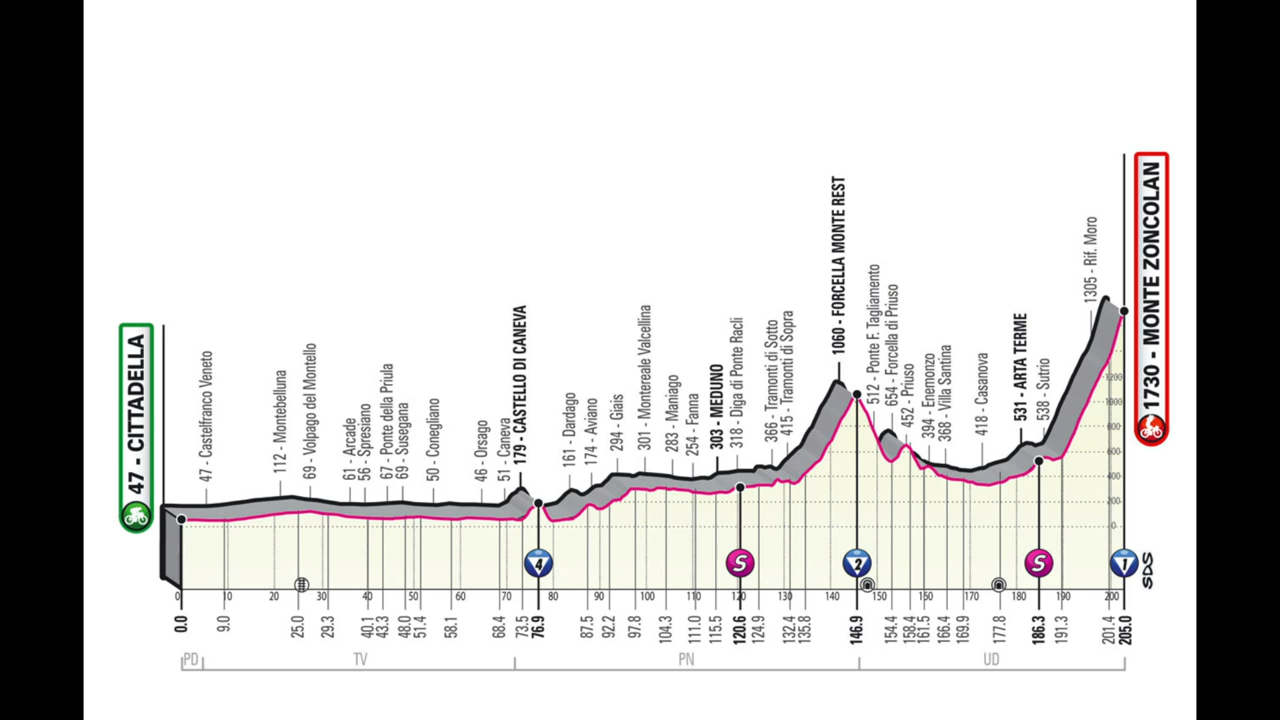 47 - CITTADELLA
47 - Castelfranco Veneto
112 - Montebelluna
69 - Volpago del Montello
61 - Arcade
56 - Spresiano
67 - Ponte della Priula
69 - Susegana
50 - Conegliano
46 - Orsago
51 - Caneva
179 - CASTELLO DI CANEVA
161 - Dardago
174 - Aviano
294 - Giais
301 - Montereale Valcellina
283 - Maniago
254 - Fanna
303 - MEDUNO
318 - Diga di Ponte Racli
366 - Tramonti di Sotto
415 - Tramonti di Sopra
1060 - FORCELLA MONTE REST
512 - Ponte F. Tagliamento
654 - Forcella di Priuso
452 - Priuso
394 - Enemonzo
368 - Villa Santina
418 - Casanova
531 - ARTA TERME
538 - Sutrio
1305 - Rif. Moro
1730 - MONTE ZONCOLAN
1200
1000
800
600
400
200
0
4
S
2
S
1
SDS
0 10 20 30 40 50 60 70 80 90 100 110 120 130 140 150 150 170 180 190 200
0.0 9.0 25.0 29.3 40.1 43.3 48.0 51.4 58.1 68.4 73.5 76.9 87.5 92.2 97.8 104.3 111.0 115.5 120.6 124.9 132.4 135.8 146.9 154.4 158.4 161.5 166.4 169.9 177.8 186.3 191.3 201.4 205.0
PD TV PN UD